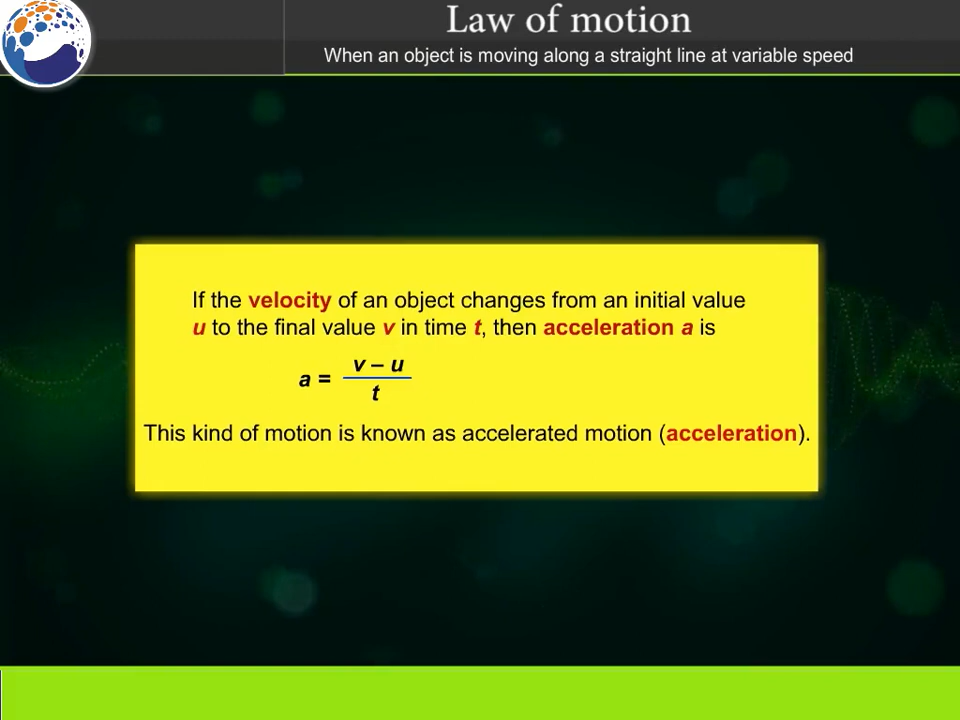 Law of motion
When an object is moving along a straight line at variable speed
If the velocity of an object changes from an initial value
u to the final value v in time t, then acceleration a is
a = v – u
t
This kind of motion is known as accelerated motion (acceleration).